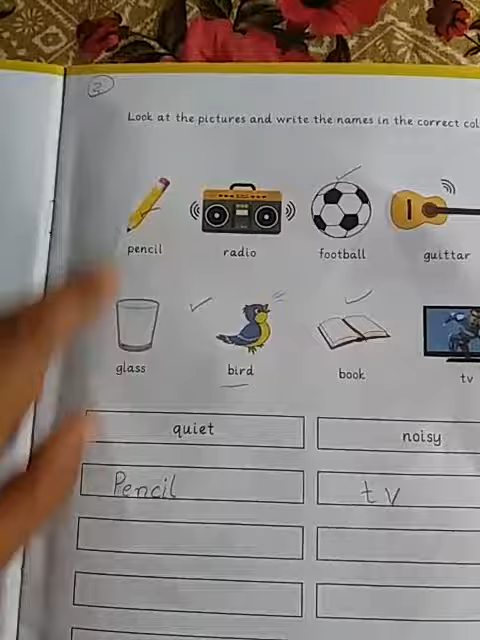 2
Look at the pictures and write the names in the correct col
pencil radio football guittar
glass bird book tv
quiet noisy
Pencil tv